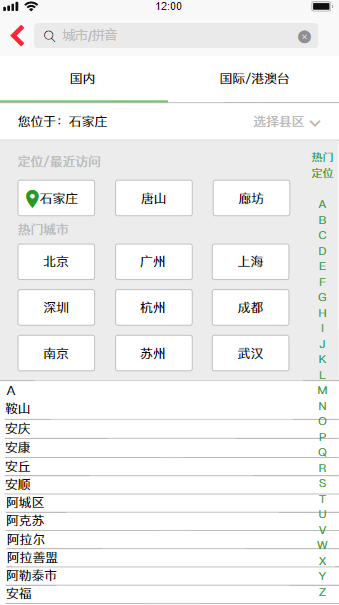 12:00
城市/拼音
国内 国际/港澳台
您位于：石家庄 选择县区
定位/最近访问
石家庄 唐山 廊坊
热门城市
北京 广州 上海
深圳 杭州 成都
南京 苏州 武汉
A
鞍山
安庆
安康
安丘
安顺
阿城区
阿克苏
阿拉尔
阿拉善盟
阿勒泰市
安福
热门
定位
A
B
C
D
E
F
G
H
I
J
K
L
M
N
O
P
Q
R
S
T
U
V
W
X
Y
Z